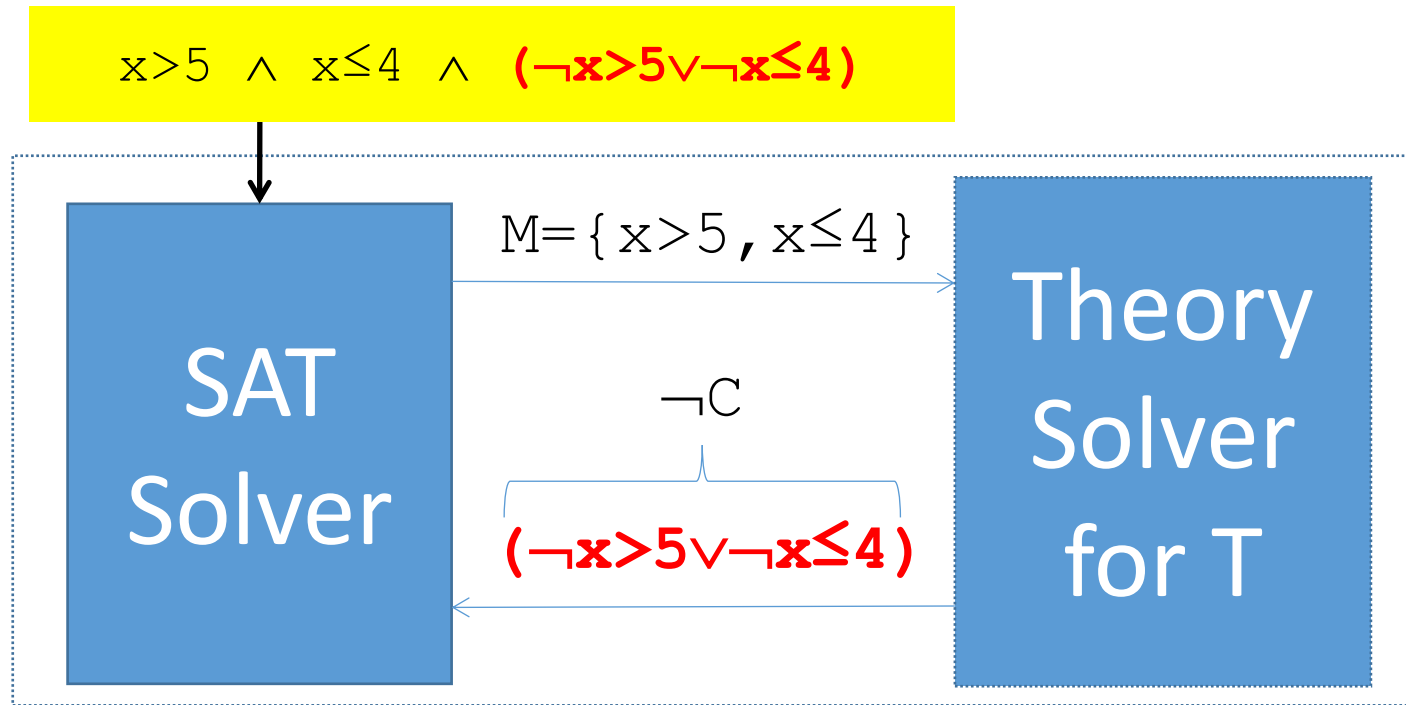 x>5 ∧ x≤4 ∧ (¬x>5∨¬x≤4)
M={x>5,x≤4}
SAT
Solver
¬C
(¬x>5∨¬x≤4)
Theory
Solver
for T